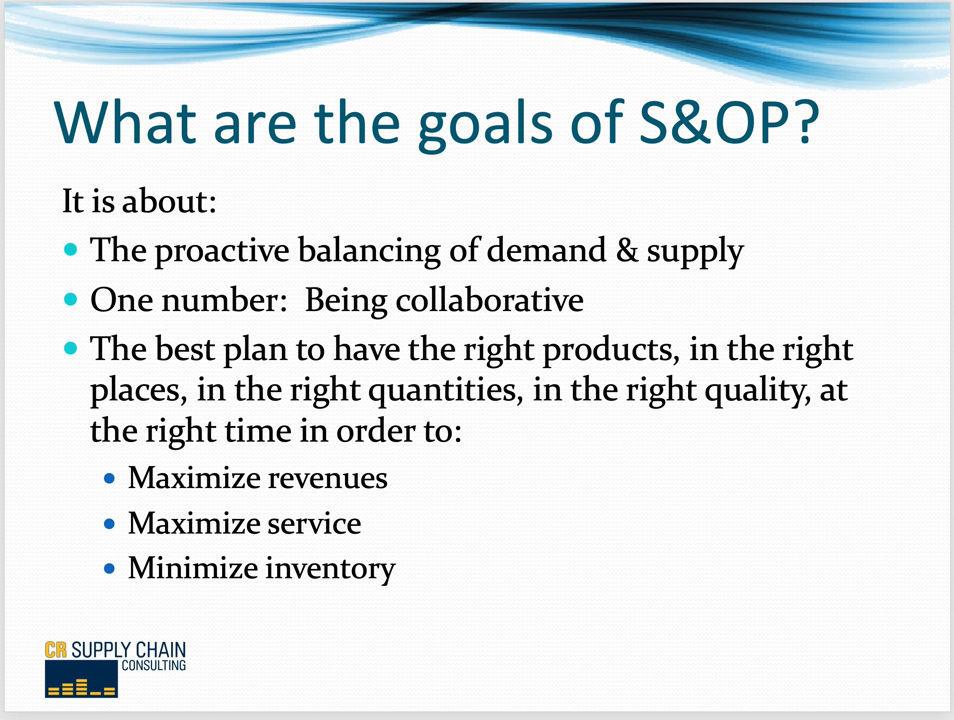 What are the goals of S&OP?
It is about:
The proactive balancing of demand & supply
One number:  Being collaborative
The best plan to have the right products, in the right
places, in the right quantities, in the right quality, at
the right time in order to:
Maximize revenues
Maximize service
Minimize inventory
CR SUPPLY CHAIN
CONSULTING